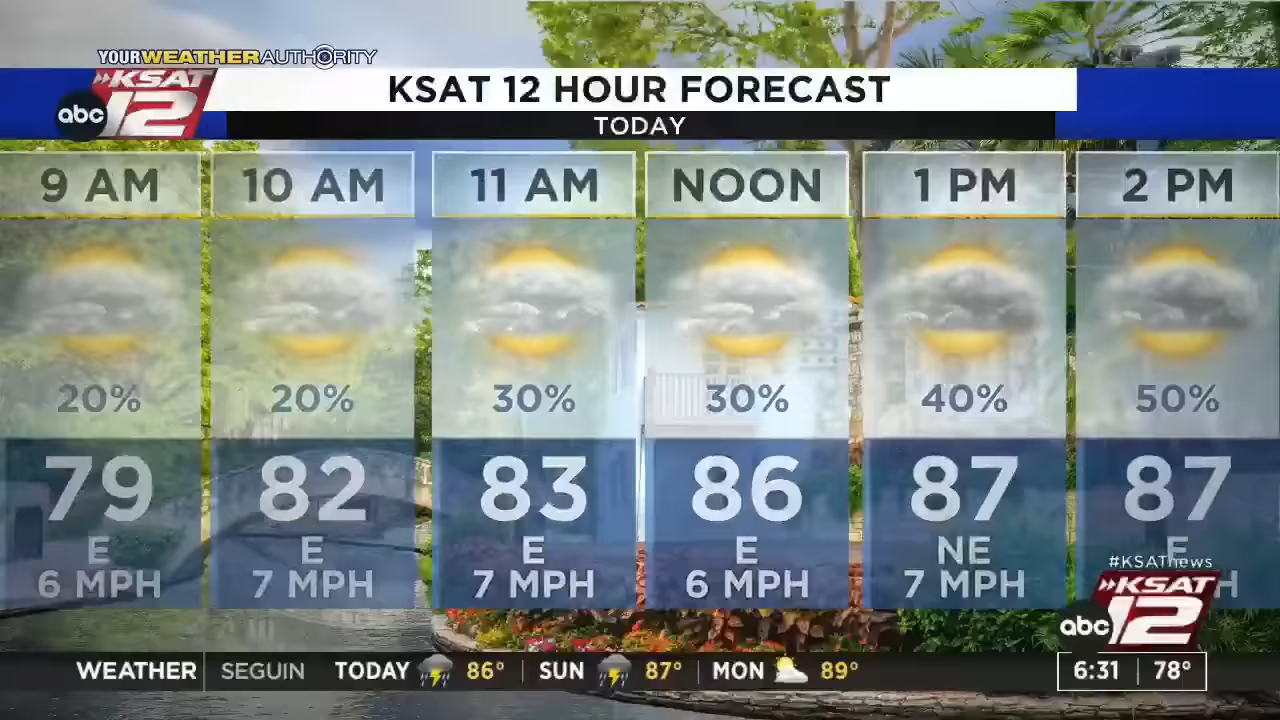 YOURWEATHERAUTHORITY
KSAT
abc 12
KSAT 12 HOUR FORECAST
TODAY
9 AM 10 AM 11 AM NOON 1 PM 2 PM
20% 20% 30% 30% 40% 50%
79 82 83 86 87 87
E E E E NE E
6 MPH 7 MPH 7 MPH 6 MPH 7 MPH
#KSATnews
KSAT
abc 12
WEATHER SEGUIN TODAY 86° SUN 87° MON 89° 6:31 78°